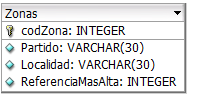 Zonas
codZona: INTEGER
Partido: VARCHAR(30)
Localidad: VARCHAR(30)
ReferenciaMasAlta: INTEGER